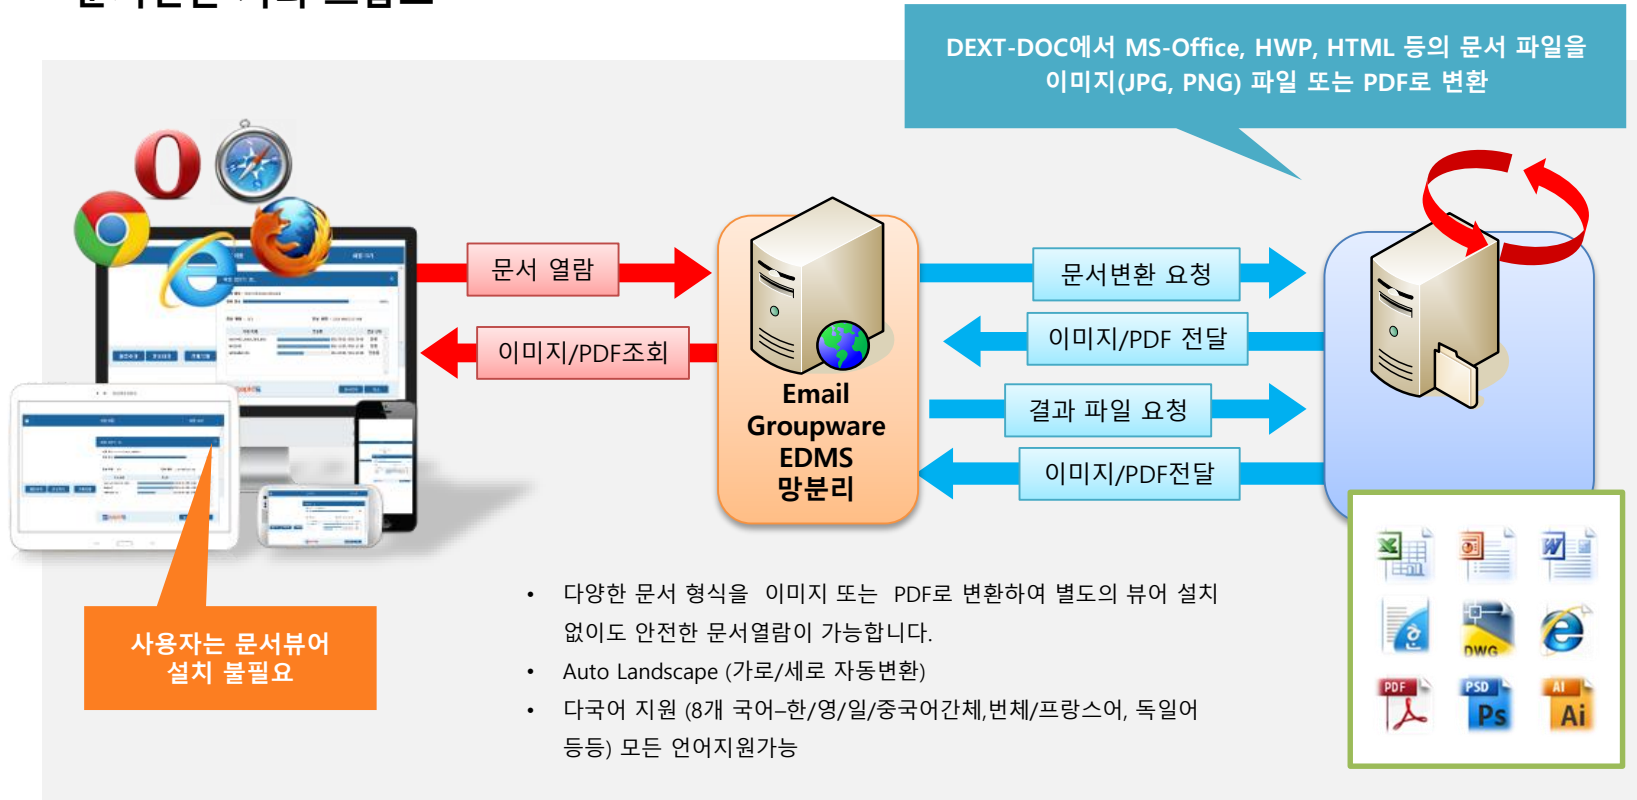 DEXT-DOC에서 MS-Office, HWP, HTML 등의 문서 파일을
이미지(JPG, PNG) 파일 또는 PDF로 변환
문서 열람
이미지/PDF조회
Email
Groupware
EDMS
망분리
문서변환 요청
이미지/PDF 전달
결과 파일 요청
이미지/PDF전달
사용자는 문서뷰어
설치 불필요
• 다양한 문서 형식을 이미지 또는 PDF로 변환하여 별도의 뷰어 설치
없이도 안전한 문서열람이 가능합니다.
• Auto Landscape (가로/세로 자동변환)
• 다국어 지원 (8개 국어–한/영/일/중국어간체,번체/프랑스어, 독일어
등등) 모든 언어지원가능
DWG
PDF
PSD
Ps
AI
Ai